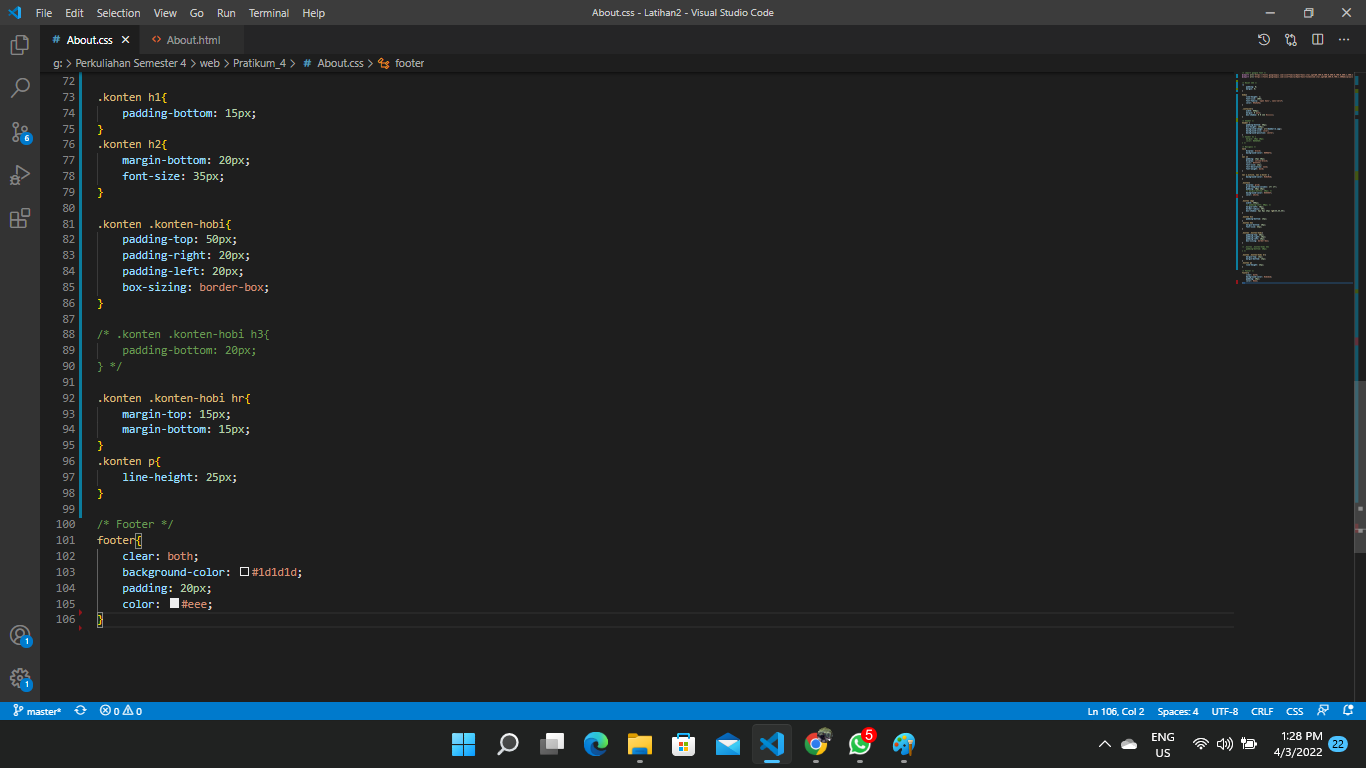 File Edit Selection View Go Run Terminal Help About.css - Latihan2 - Visual Studio Code
# About.css × <> About.html
g: > Perkuliahan Semester 4 > web > Pratikum_4 > # About.css > footer
72
73 .konten h1{
74     padding-bottom: 15px;
75 }
76 .konten h2{
77     margin-bottom: 20px;
78     font-size: 35px;
79 }
80
81 .konten .konten-hobi{
82     padding-top: 50px;
83     padding-right: 20px;
84     padding-left: 20px;
85     box-sizing: border-box;
86 }
87
88 /* .konten .konten-hobi h3{
89     padding-bottom: 20px;
90 } */
91
92 .konten .konten-hobi hr{
93     margin-top: 15px;
94     margin-bottom: 15px;
95 }
96 .konten p{
97     line-height: 25px;
98 }
99
100 /* Footer */
101 footer{
102     clear: both;
103     background-color: #1d1d1d;
104     padding: 20px;
105     color: #eee;
106 }
6
1
1
master* 0 0 Ln 106, Col 2 Spaces: 4 UTF-8 CRLF CSS
5
ENG
US
1:28 PM
4/3/2022
22